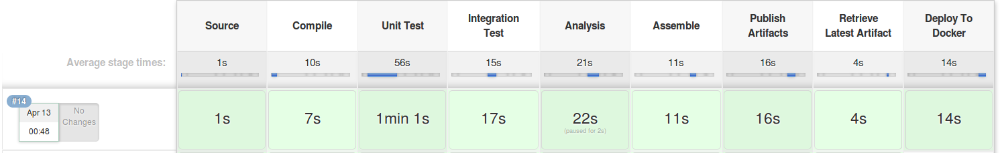 Source
Compile
Unit Test
Integration
Test
Analysis
Assemble
Publish
Artifacts
Retrieve
Latest Artifact
Deploy To
Docker
Average stage times:
1s
10s
56s
15s
21s
11s
16s
4s
14s
#14
Apr 13
00:48
No
Changes
1s
7s
1min 1s
17s
22s
(paused for 2s)
11s
16s
4s
14s